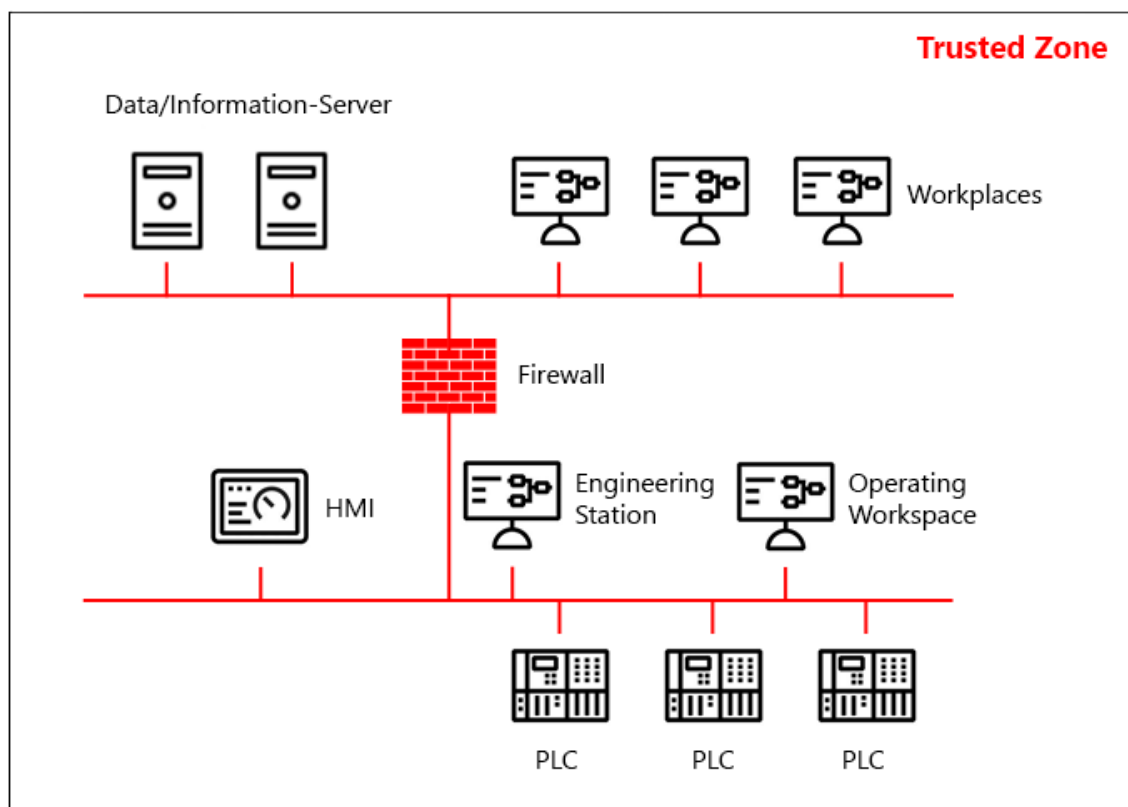 Trusted Zone
Data/Information-Server
Workplaces
Firewall
HMI
Engineering
Station
Operating
Workspace
PLC
PLC
PLC